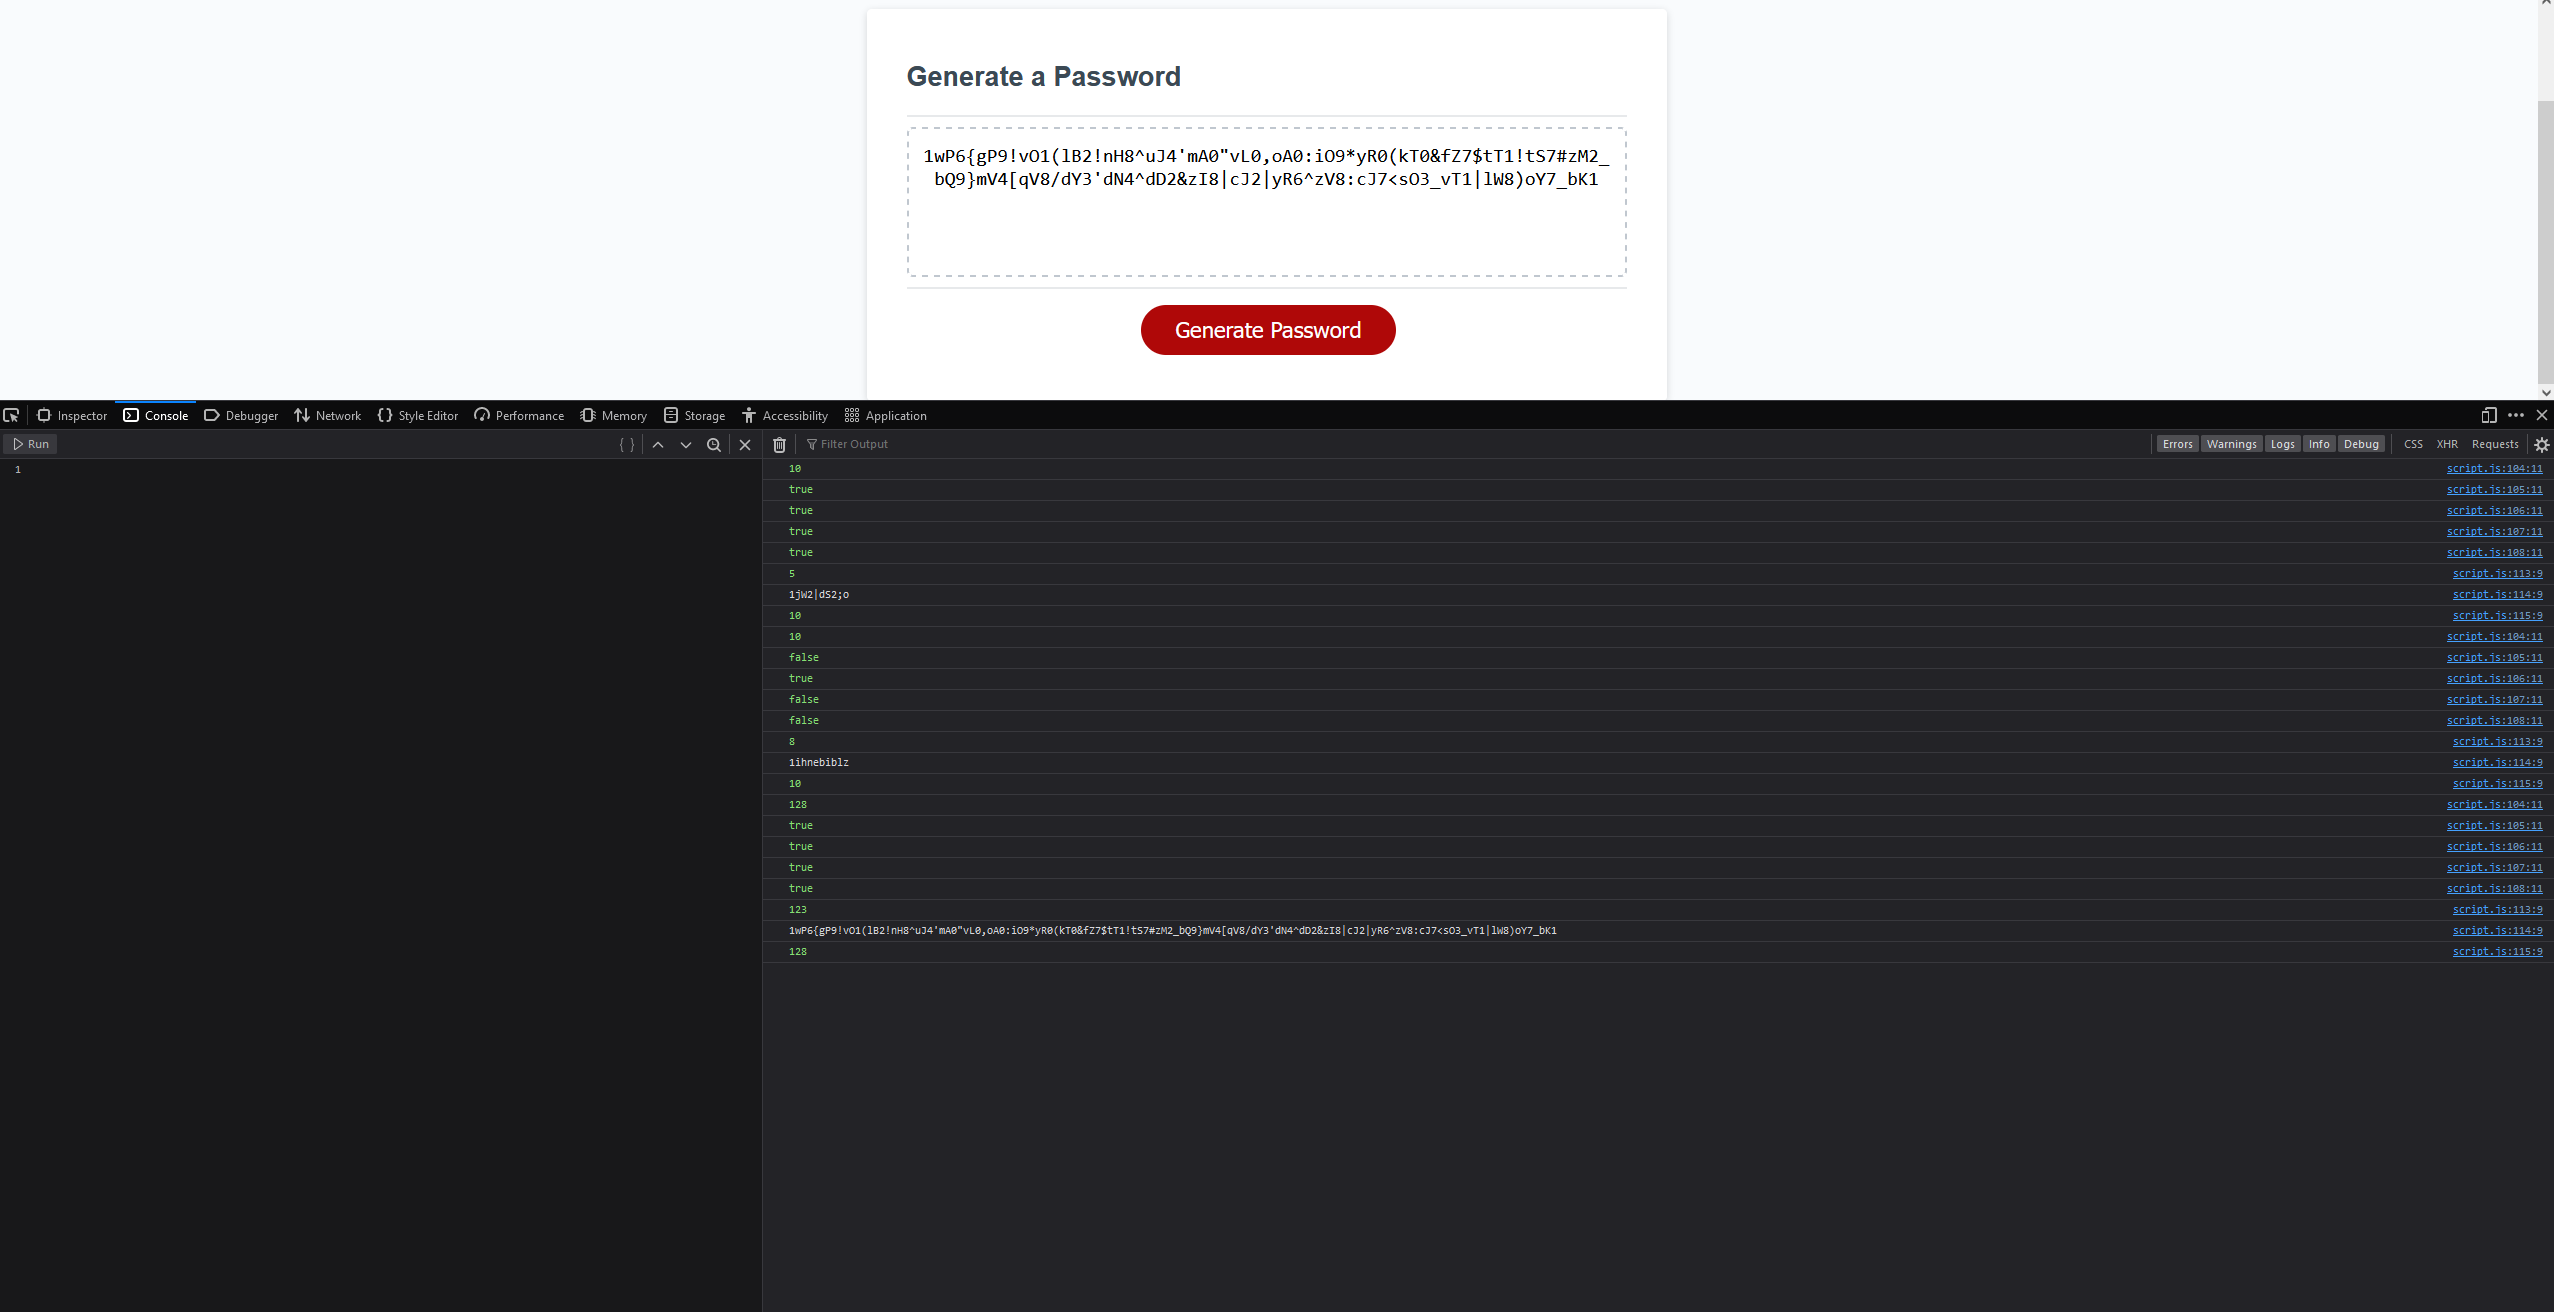 Generate a Password
1wP6{gP9!vO1(lB2!nH8^uJ4'mA0"vL0,oA0:iO9*yR0(kT0&fZ7$tT1!tS7#zM2_
bQ9}mV4[qV8/dY3'dN4^dD2&zI8|cJ2|yR6^zV8:cJ7<sO3_vT1|lW8)oY7_bK1
Generate Password
Inspector Console Debugger Network {} Style Editor Performance Memory Storage Accessibility Application
Run { } Filter Output Errors Warnings Logs Info Debug CSS XHR Requests
1
10 script.js:104:11
true script.js:105:11
true script.js:106:11
true script.js:107:11
true script.js:108:11
5 script.js:113:9
1jW2|dS2;o script.js:114:9
10 script.js:115:9
10 script.js:104:11
false script.js:105:11
true script.js:106:11
false script.js:107:11
false script.js:108:11
8 script.js:113:9
1ihnebiblz script.js:114:9
10 script.js:115:9
128 script.js:104:11
true script.js:105:11
true script.js:106:11
true script.js:107:11
true script.js:108:11
123 script.js:113:9
1wP6{gP9!vO1(lB2!nH8^uJ4'mA0"vL0,oA0:iO9*yR0(kT0&fZ7$tT1!tS7#zM2_bQ9}mV4[qV8/dY3'dN4^dD2&zI8|cJ2|yR6^zV8:cJ7<sO3_vT1|lW8)oY7_bK1 script.js:114:9
128 script.js:115:9